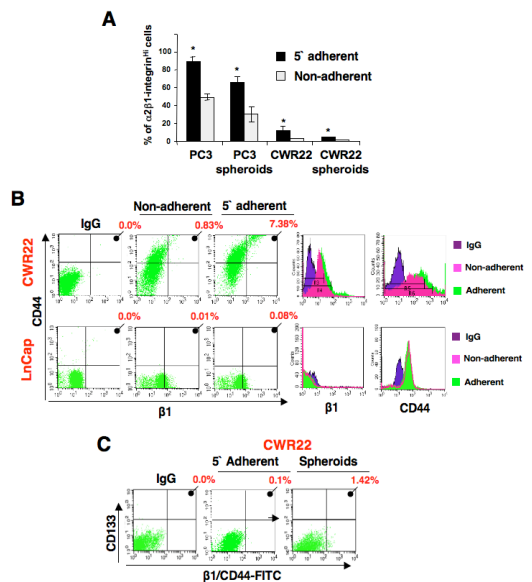 A
% of α2β1-integrinHi cells
100
80
60
40
20
0
*
*
*
*
5` adherent
Non-adherent
PC3
PC3 spheroids
CWR22
CWR22 spheroids
B
IgG
Non-adherent
5` adherent
0.0%
0.83%
7.38%
CWR22
CD44
IgG
Non-adherent
Adherent
LnCap
0.0%
0.01%
0.08%
IgG
Non-adherent
Adherent
β1
β1
CD44
C
CWR22
IgG
5` Adherent
Spheroids
0.0%
0.1%
1.42%
CD133
β1/CD44-FITC